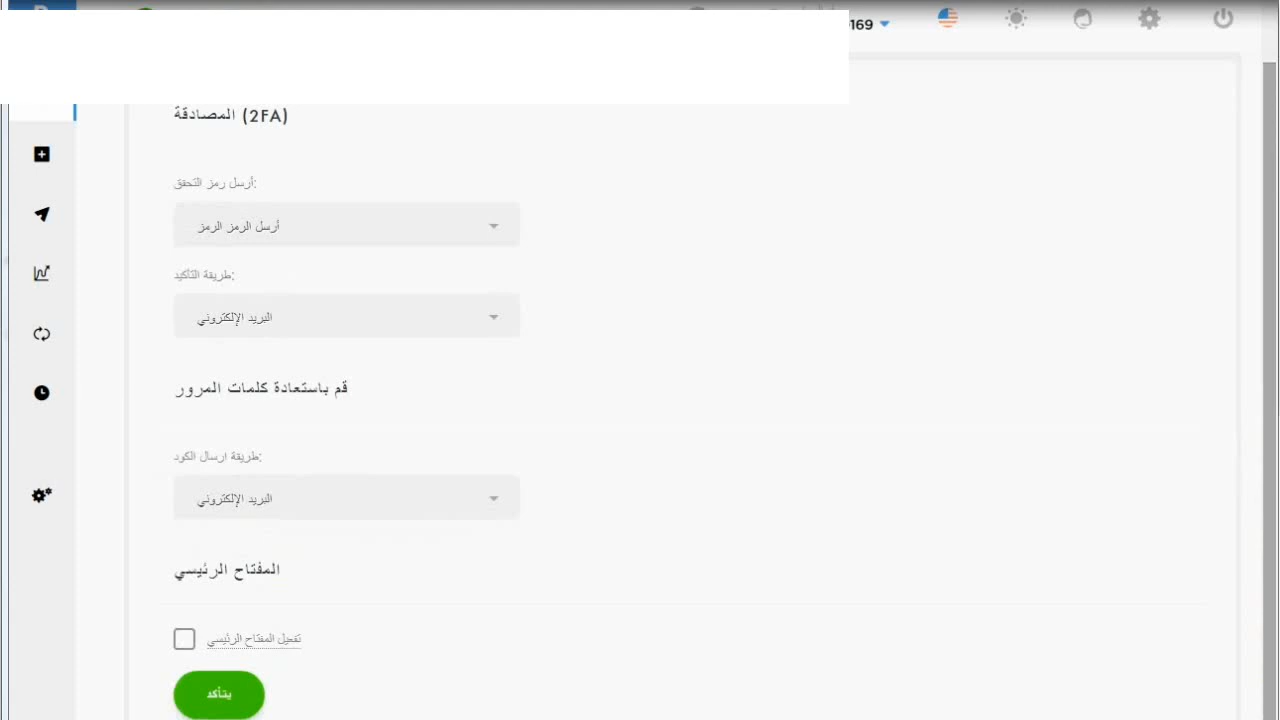 169
المصادقة (2FA)
أرسل رمز التحقق:
أرسل الرمز الرمز
طريقة التأكيد:
البريد الإلكتروني
قم باستعادة كلمات المرور
طريقة ارسال الكود:
البريد الإلكتروني
المفتاح الرئيسي
تفعيل المفتاح الرئيسي
يتأكد